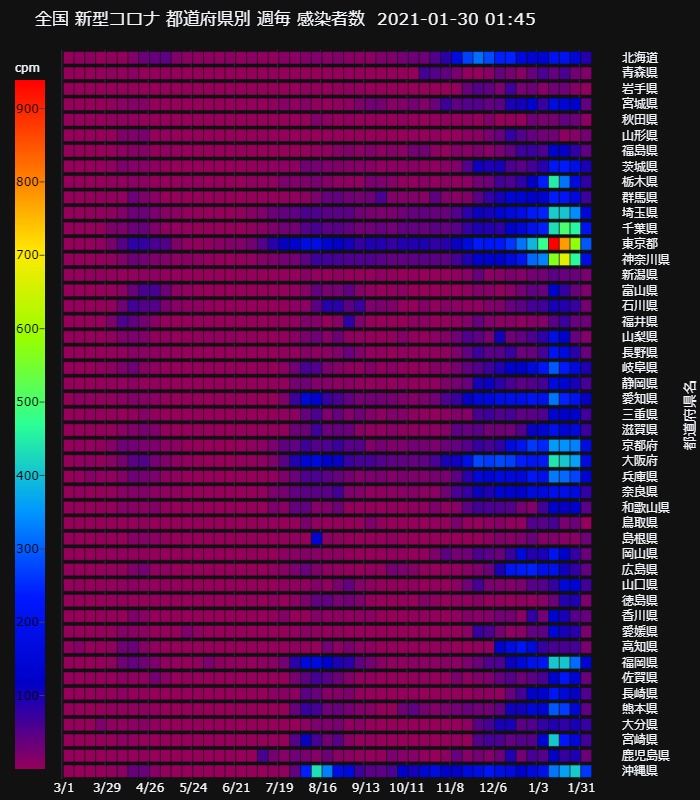 全国 新型コロナ 都道府県別 週毎 感染者数 2021-01-30 01:45
cpm
900
800
700
600
500
400
300
200
100
北海道
青森県
岩手県
宮城県
秋田県
山形県
福島県
茨城県
栃木県
群馬県
埼玉県
千葉県
東京都
神奈川県
新潟県
富山県
石川県
福井県
山梨県
長野県
岐阜県
静岡県
愛知県
三重県
滋賀県
京都府
大阪府
兵庫県
奈良県
和歌山県
鳥取県
島根県
岡山県
広島県
山口県
徳島県
香川県
愛媛県
高知県
福岡県
佐賀県
長崎県
熊本県
大分県
宮崎県
鹿児島県
沖縄県
都道府県名
3/1 3/29 4/26 5/24 6/21 7/19 8/16 9/13 10/11 11/8 12/6 1/3 1/31